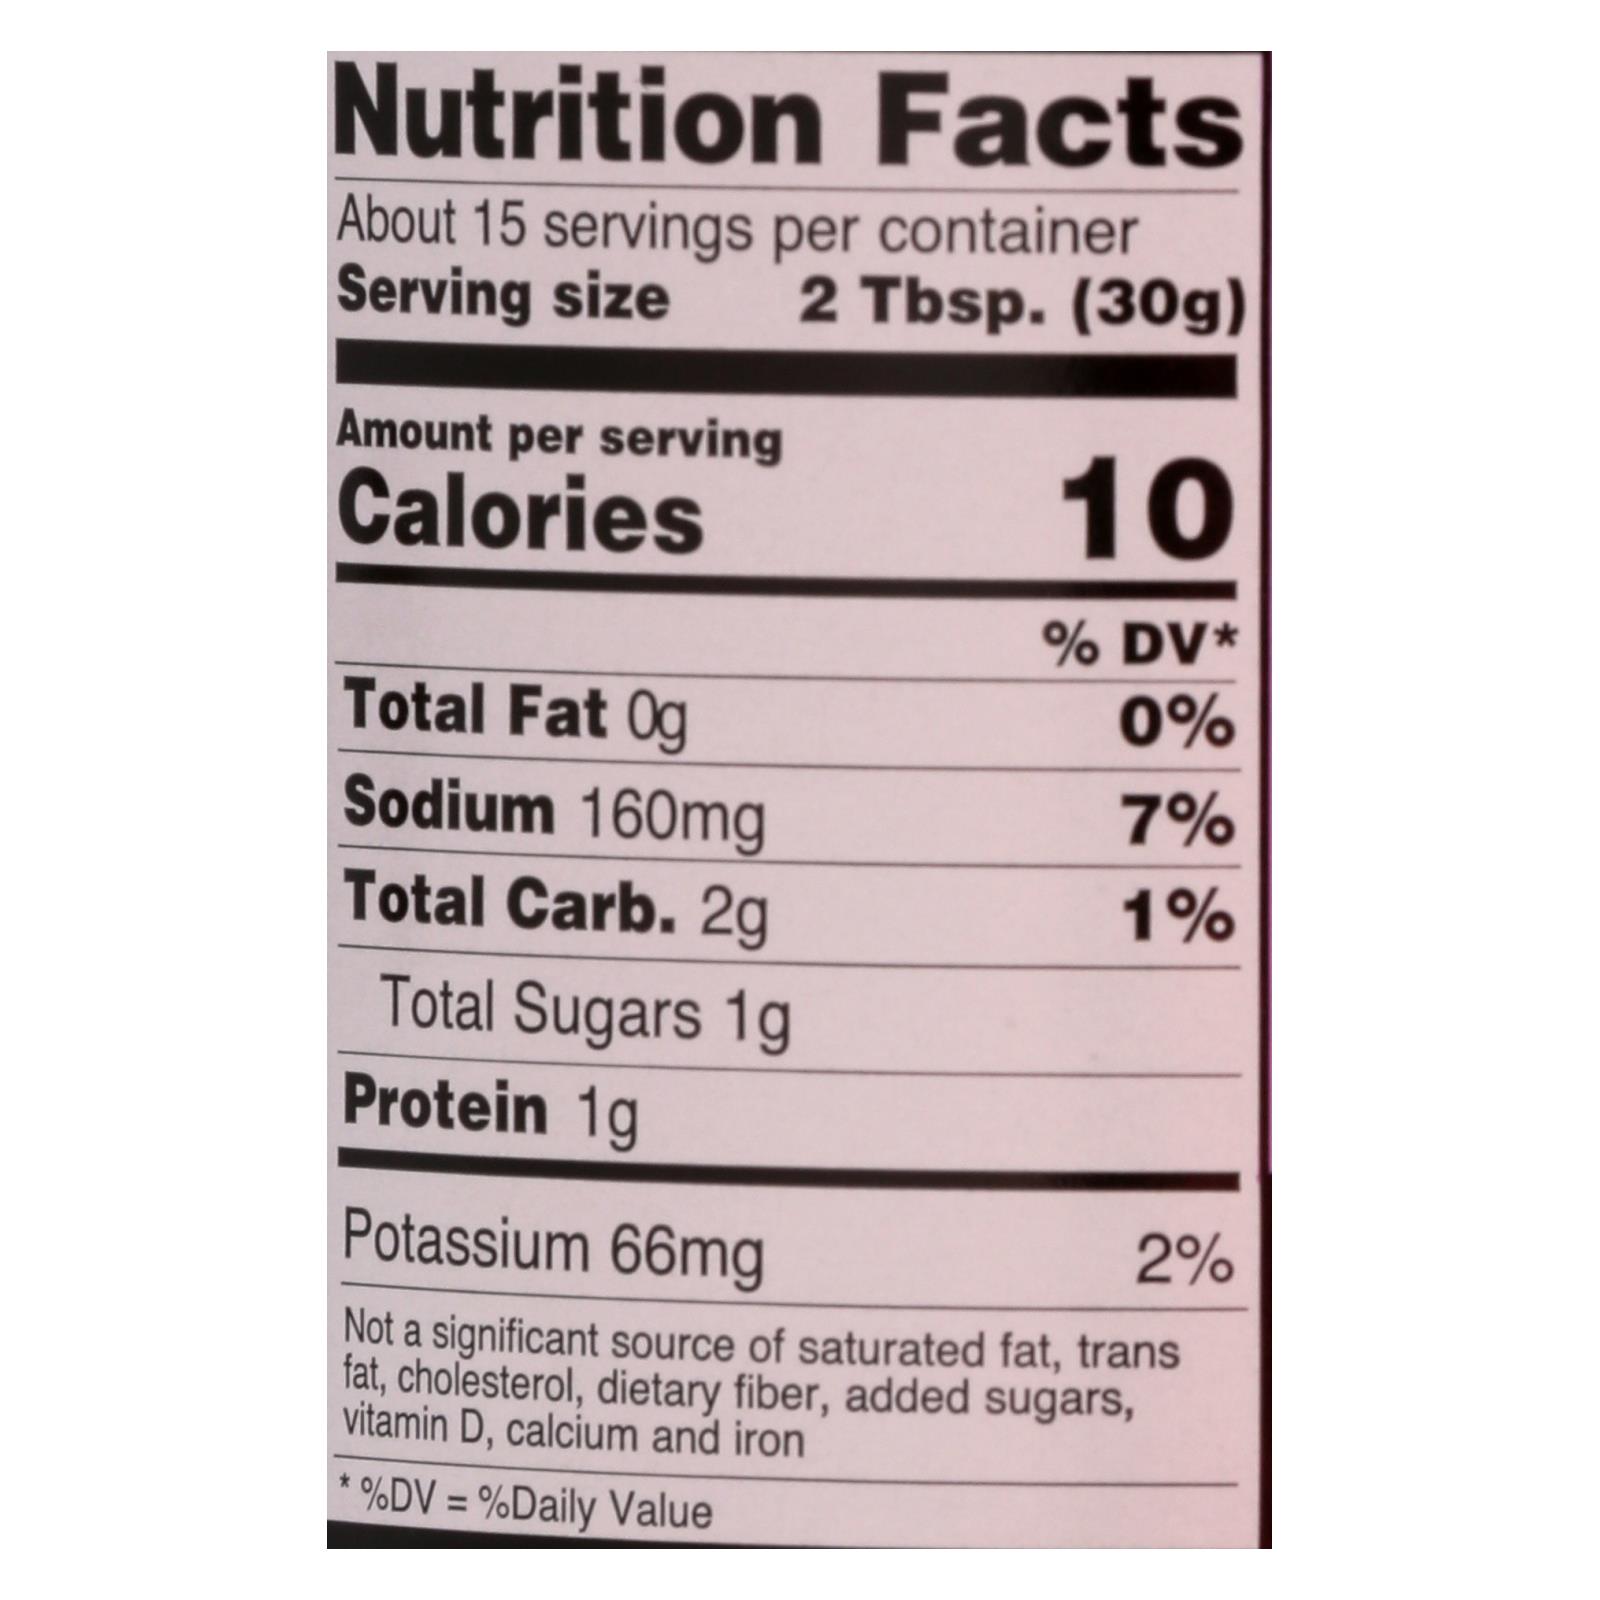 Nutrition Facts
About 15 servings per container
Serving size 2 Tbsp. (30g)
Amount per serving
Calories 10
% DV*
Total Fat 0g 0%
Sodium 160mg 7%
Total Carb. 2g 1%
Total Sugars 1g
Protein 1g
Potassium 66mg 2%
Not a significant source of saturated fat, trans
fat, cholesterol, dietary fiber, added sugars,
vitamin D, calcium and iron
* %DV = %Daily Value